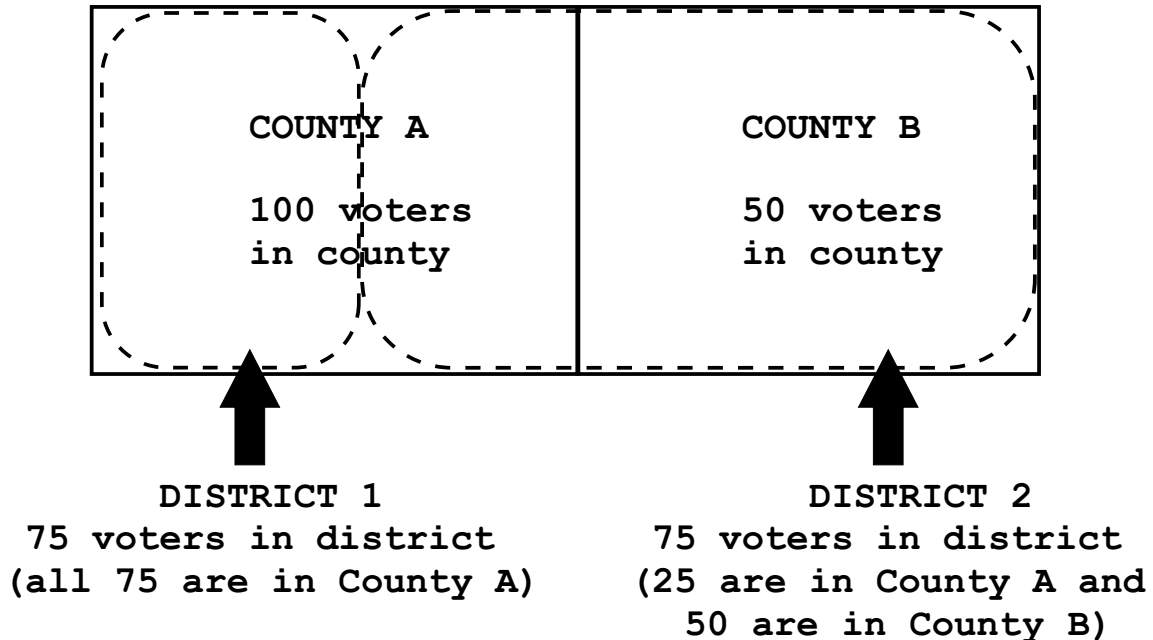 COUNTY A
100 voters
in county
COUNTY B
50 voters
in county
DISTRICT 1
75 voters in district
(all 75 are in County A)
DISTRICT 2
75 voters in district
(25 are in County A and
50 are in County B)